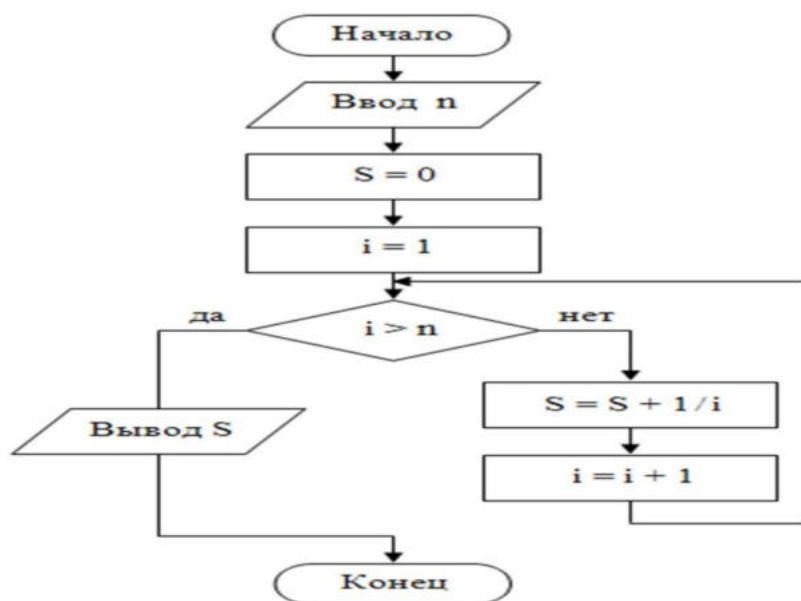 Начало
Ввод n
S = 0
i = 1
да
i > n
нет
S = S + 1/i
Вывод S
i = i + 1
Конец